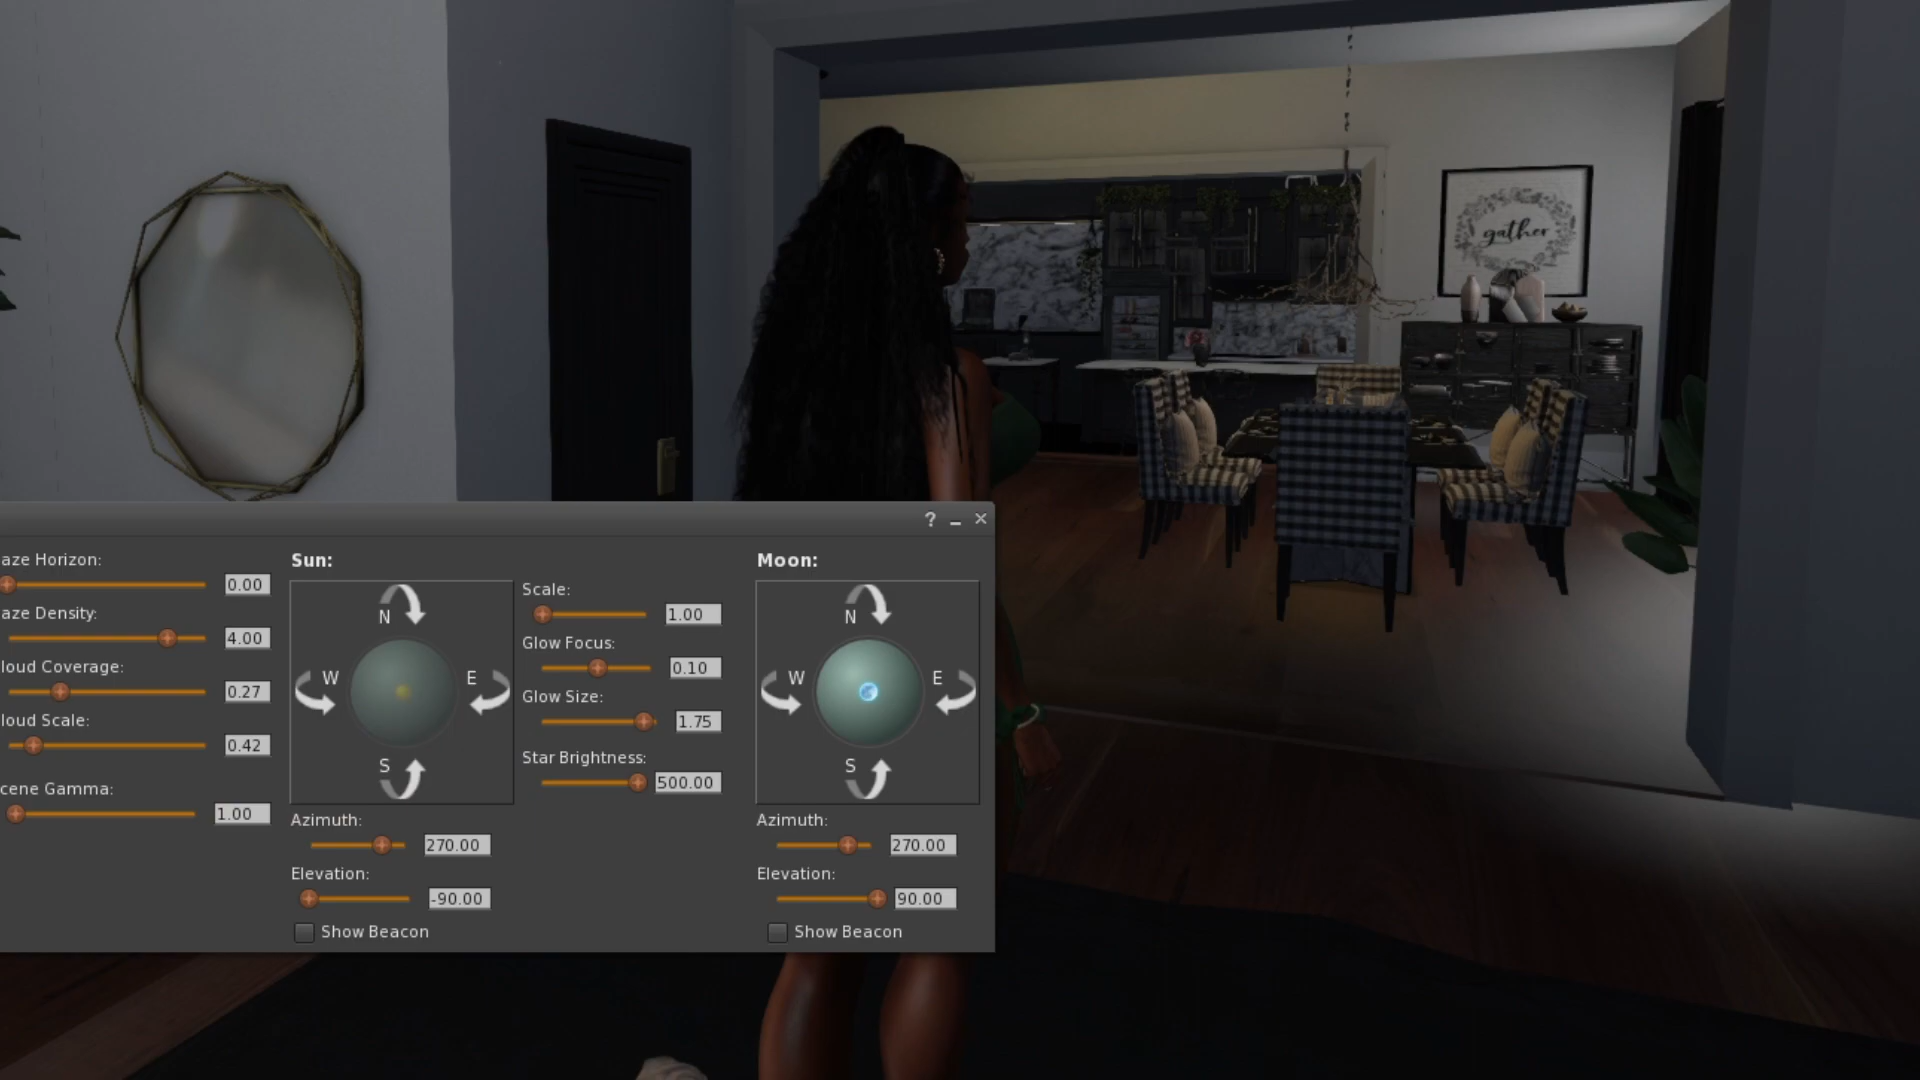 gather
? _ ×
aze Horizon:
0.00
aze Density:
4.00
loud Coverage:
0.27
loud Scale:
0.42
cene Gamma:
1.00
Sun:
N
W E
S
Azimuth:
270.00
Elevation:
-90.00
Show Beacon
Scale:
1.00
Glow Focus:
0.10
Glow Size:
1.75
Star Brightness:
500.00
Moon:
N
W E
S
Azimuth:
270.00
Elevation:
90.00
Show Beacon